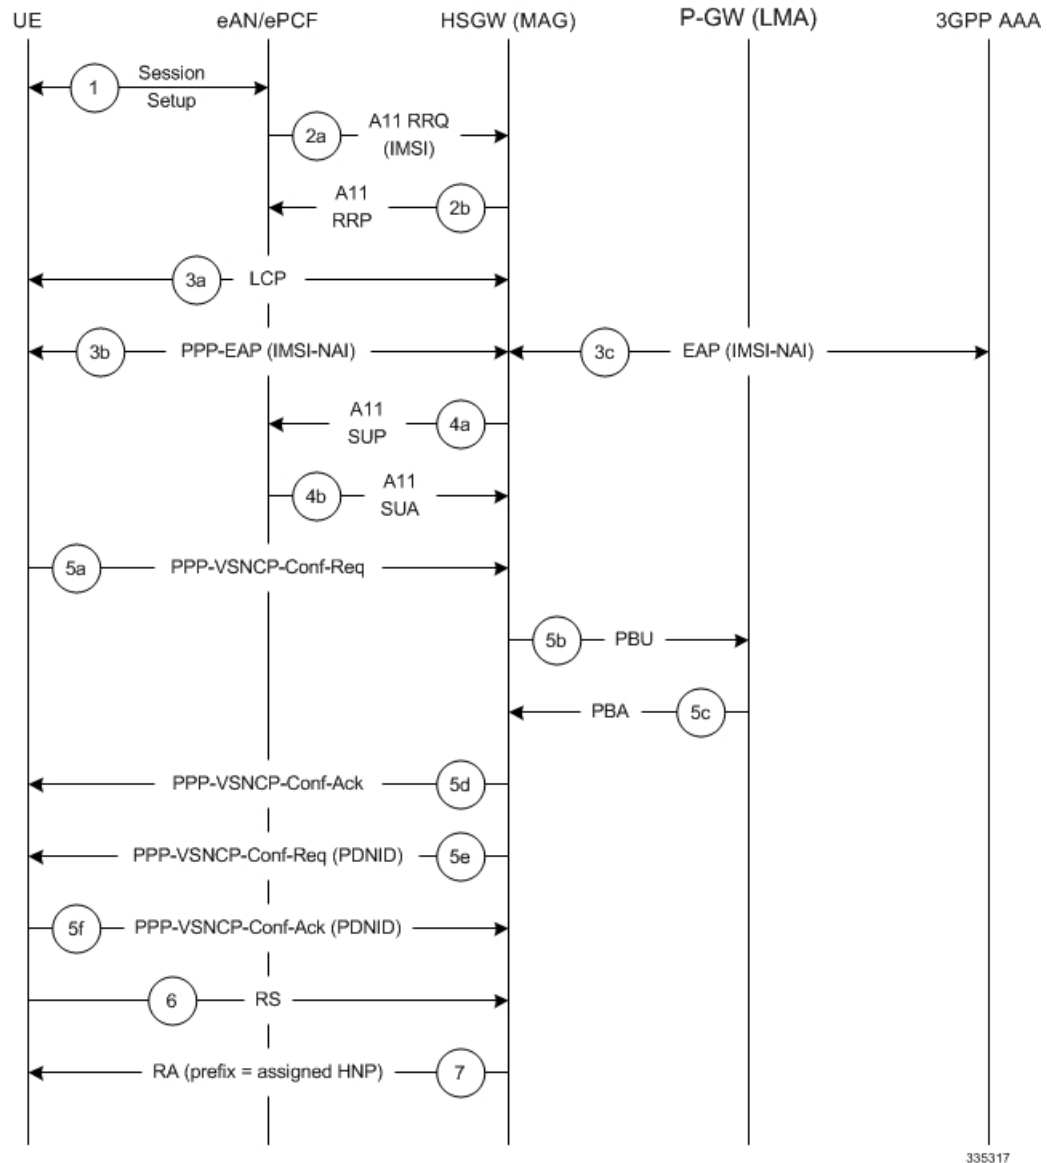 UE eAN/ePCF HSGW (MAG) P-GW (LMA) 3GPP AAA
1 Session
Setup
2a A11 RRQ
(IMSI)
A11 2b
RRP
3a LCP
3b PPP-EAP (IMSI-NAI) 3c EAP (IMSI-NAI)
A11 4a
SUP
4b A11
SUA
5a PPP-VSNCP-Conf-Req
5b PBU
PBA 5c
PPP-VSNCP-Conf-Ack 5d
PPP-VSNCP-Conf-Req (PDNID) 5e
5f PPP-VSNCP-Conf-Ack (PDNID)
6 RS
RA (prefix = assigned HNP) 7
335317